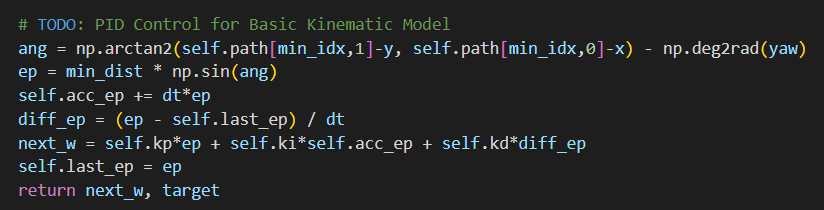 # TODO: PID Control for Basic Kinematic Model
ang = np.arctan2(self.path[min_idx,1]-y, self.path[min_idx,0]-x) - np.deg2rad(yaw)
ep = min_dist * np.sin(ang)
self.acc_ep += dt*ep
diff_ep = (ep - self.last_ep) / dt
next_w = self.kp*ep + self.ki*self.acc_ep + self.kd*diff_ep
self.last_ep = ep
return next_w, target